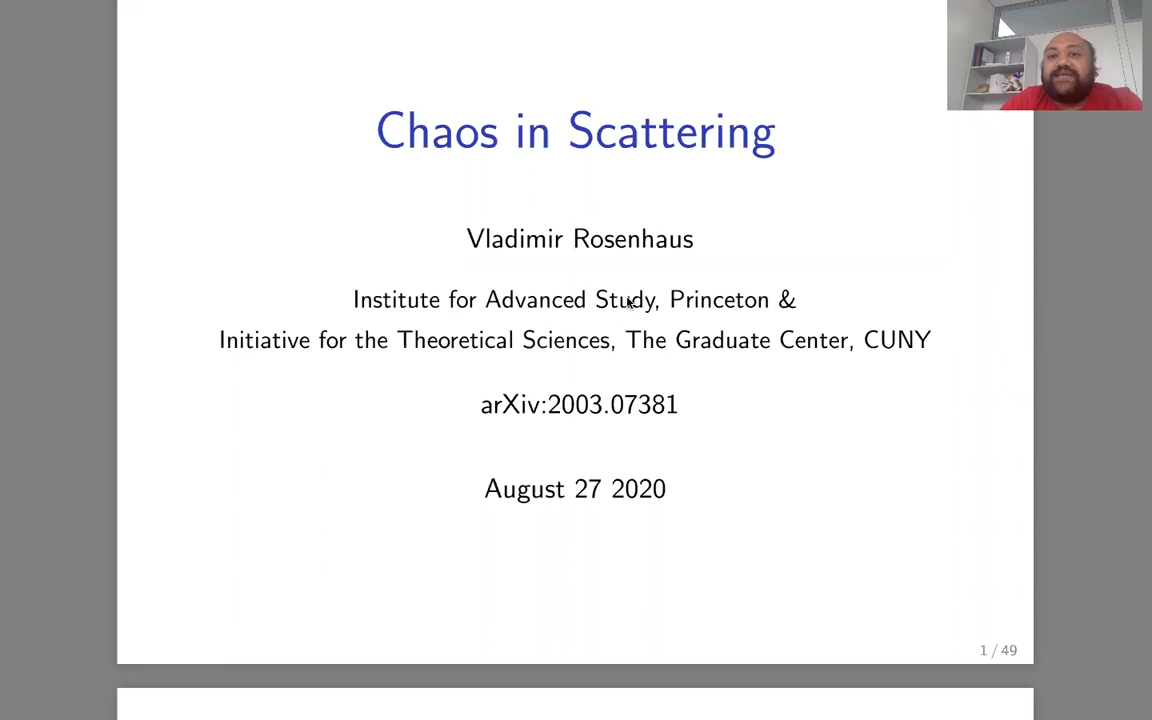 Chaos in Scattering
Vladimir Rosenhaus
Institute for Advanced Study, Princeton &
Initiative for the Theoretical Sciences, The Graduate Center, CUNY
arXiv:2003.07381
August 27 2020
1 / 49